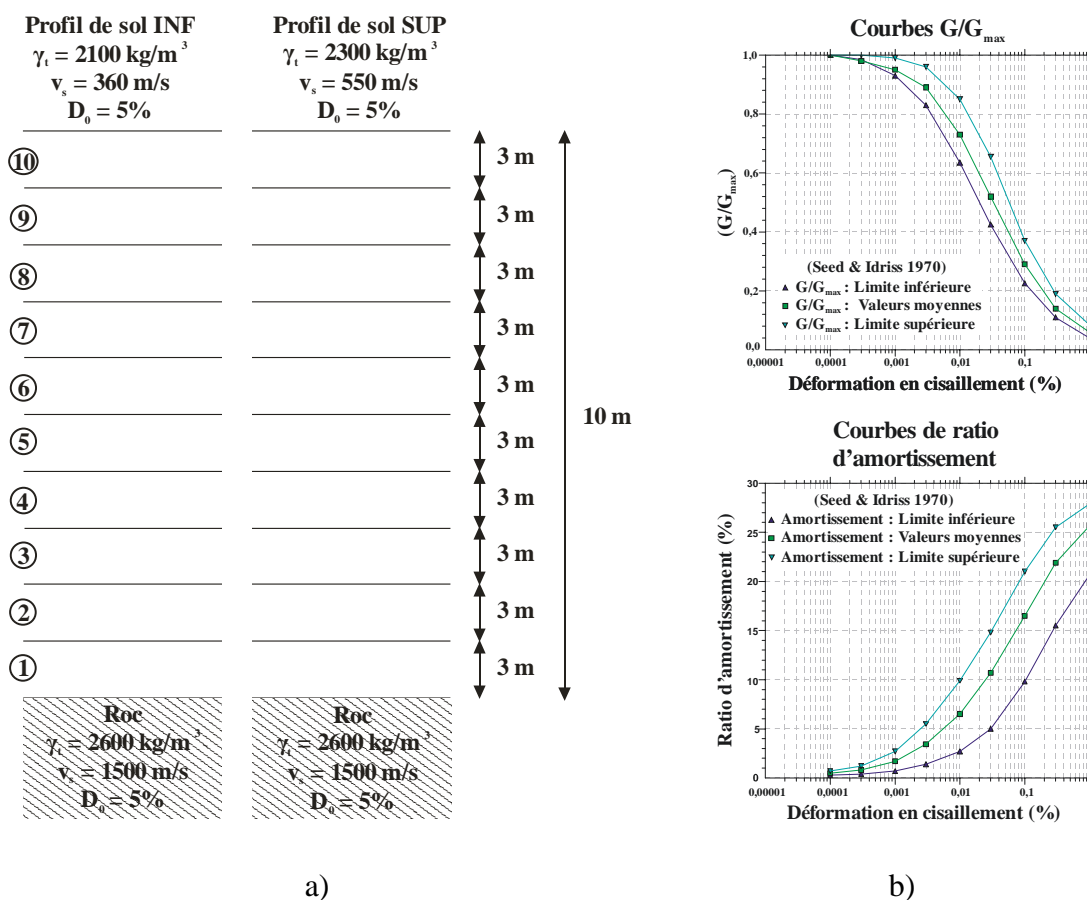 Profil de sol INF
γt = 2100 kg/m³
vs = 360 m/s
D0 = 5%
Profil de sol SUP
γt = 2300 kg/m³
vs = 550 m/s
D0 = 5%
10
9
8
7
6
5
4
3
2
1
3 m
3 m
3 m
3 m
3 m
3 m
3 m
3 m
3 m
3 m
10 m
Roc
γt = 2600 kg/m³
vs = 1500 m/s
D0 = 5%
Roc
γt = 2600 kg/m³
vs = 1500 m/s
D0 = 5%
a)
Courbes G/Gmax
(G/Gmax)
1,0
0,8
0,6
0,4
0,2
0,0
(Seed & Idriss 1970)
G/Gmax : Limite inférieure
G/Gmax : Valeurs moyennes
G/Gmax : Limite supérieure
0,00001 0,0001 0,001 0,01 0,1
Déformation en cisaillement (%)
Courbes de ratio
d'amortissement
Ratio d'amortissement (%)
30
25
20
15
10
5
0
(Seed & Idriss 1970)
Amortissement : Limite inférieure
Amortissement : Valeurs moyennes
Amortissement : Limite supérieure
0,00001 0,0001 0,001 0,01 0,1
Déformation en cisaillement (%)
b)